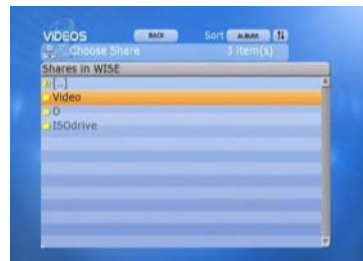 VIDEOS BACK Sort ALBUM
Choose Share 3 Item(s)
Shares in WISE
[..]
Video
D
ISOdrive